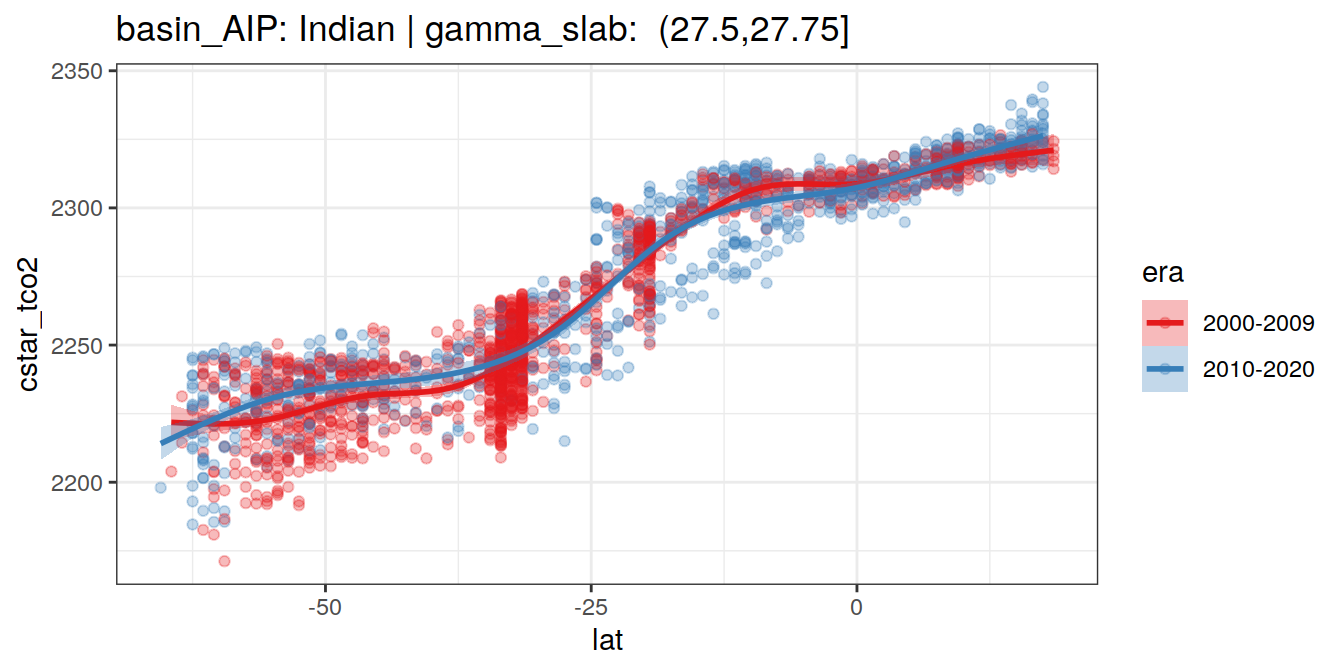 basin_AIP: Indian | gamma_slab:  (27.5,27.75]
2350
2300
2250
2200
cstar_tco2
-50
-25
0
lat
era
2000-2009
2010-2020